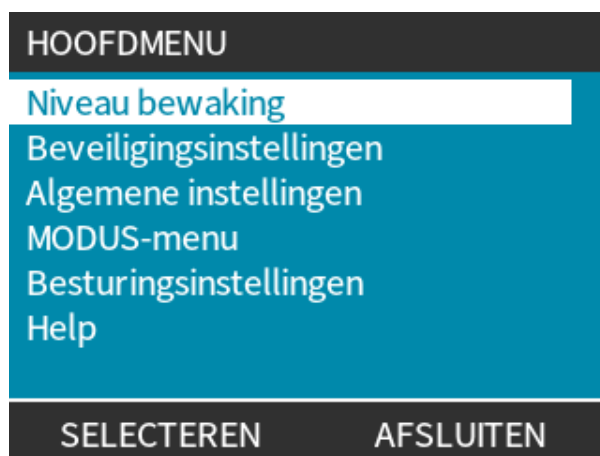 HOOFDMENU
Niveau bewaking
Beveiligingsinstellingen
Algemene instellingen
MODUS-menu
Besturingsinstellingen
Help
SELECTEREN AFSLUITEN